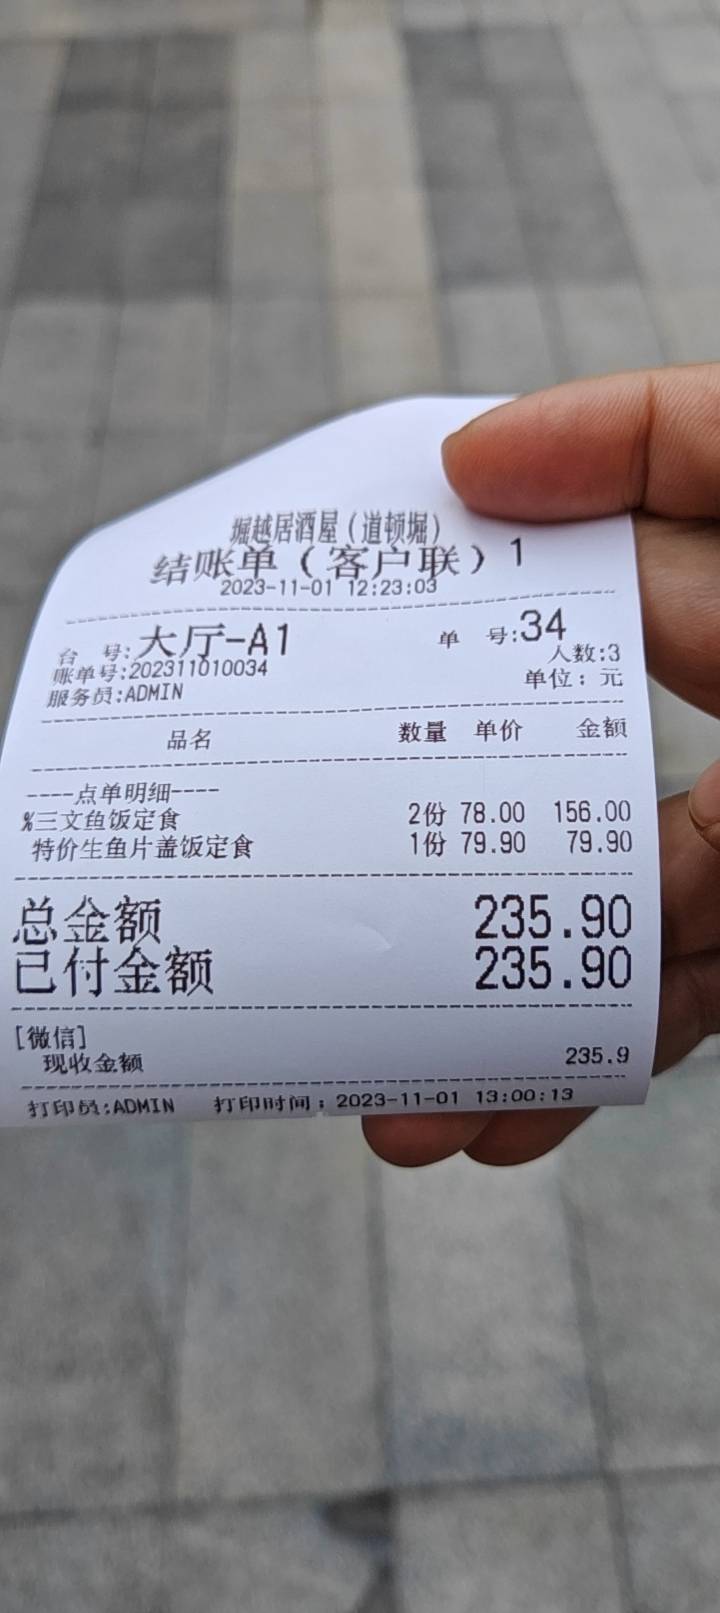 堀越居酒屋（道顿堀）
结账单（客户联）1
2023-11-01 12:23:03
台 号:大厅-A1 单 号:34
账单号:202311010034 人数:3
服务员:ADMIN 单位：元
品名 数量 单价 金额
----点单明细----
%三文鱼饭定食 2份 78.00 156.00
特价生鱼片盖饭定食 1份 79.90 79.90
总金额 235.90
已付金额 235.90
[微信]
现收金额 235.9
打印员:ADMIN 打印时间：2023-11-01 13:00:13